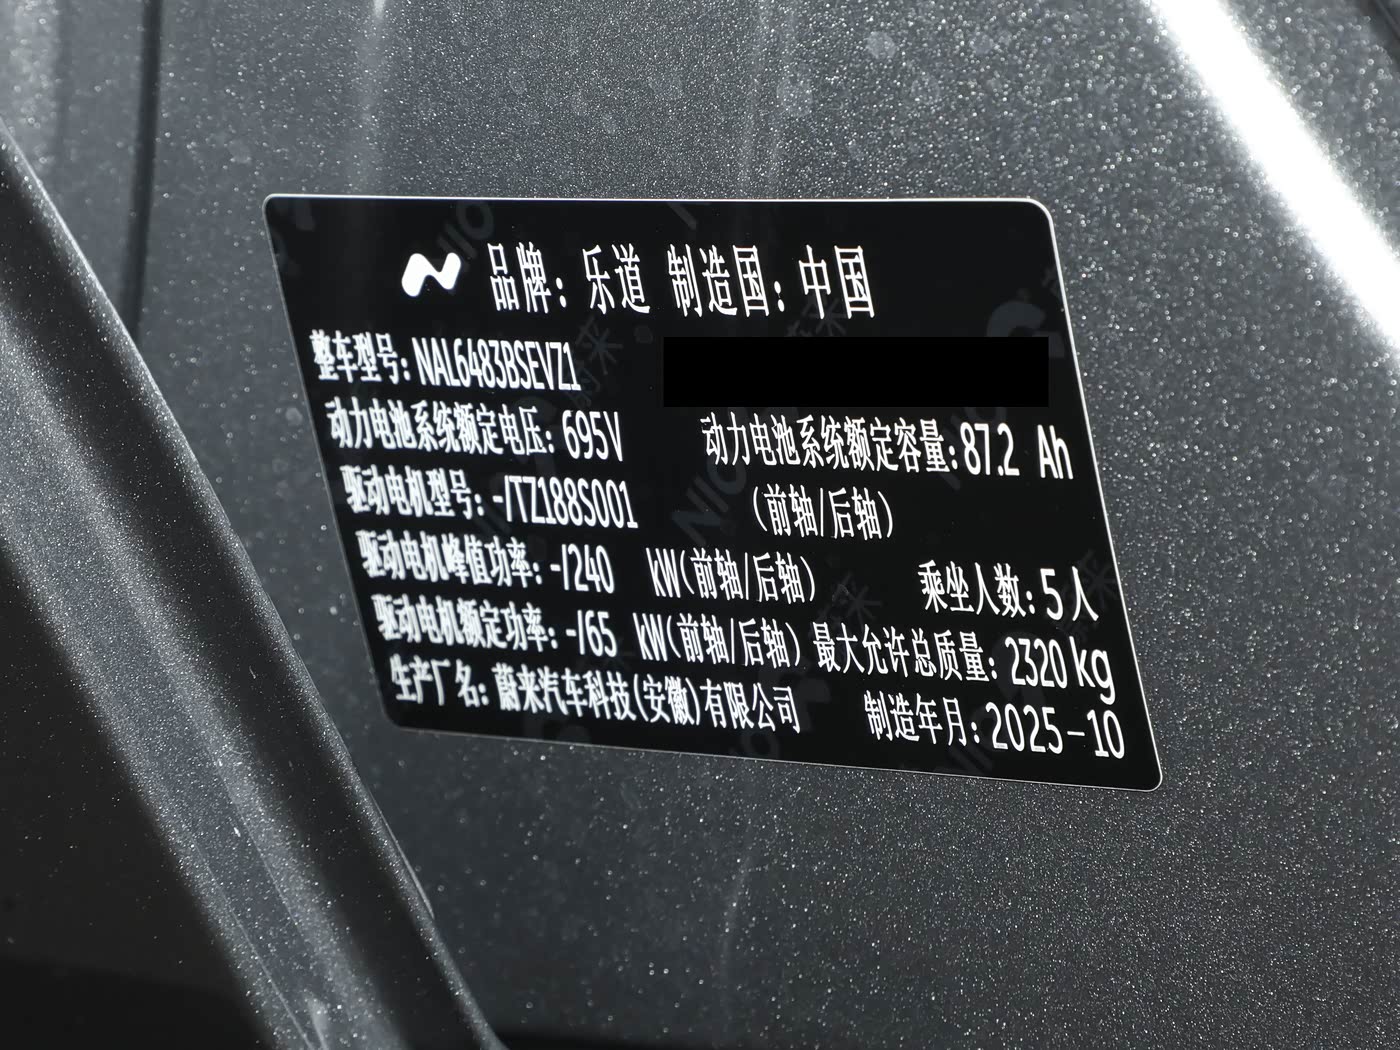 品牌：乐道 制造国：中国
整车型号：NAL6483BSEVZ1
动力电池系统额定电压：695V 动力电池系统额定容量：87.2 Ah
驱动电机型号：-/TZ188S001 （前轴/后轴）
驱动电机峰值功率：-/240 kW（前轴/后轴） 乘坐人数：5人
驱动电机额定功率：-/65 kW（前轴/后轴） 最大允许总质量：2320 kg
生产厂名：蔚来汽车科技(安徽)有限公司 制造年月：2025-10